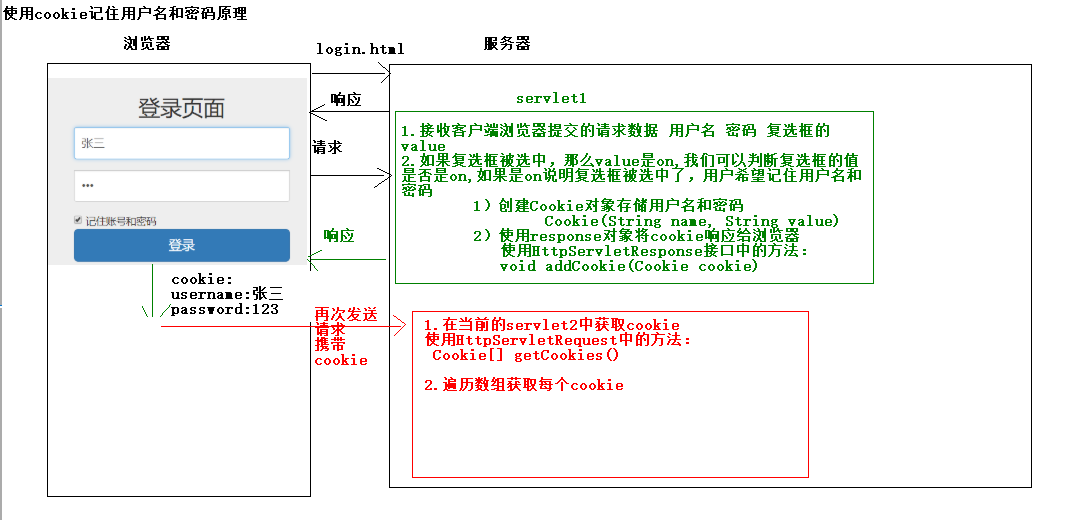 使用cookie记住用户名和密码原理
浏览器
login.html
服务器
登录页面
张三
•••
记住账号和密码
登录
响应
请求
响应
servlet1
1.接收客户端浏览器提交的请求数据 用户名 密码 复选框的
value
2.如果复选框被选中，那么value是on,我们可以判断复选框的值
是否是on,如果是on说明复选框被选中了，用户希望记住用户名和
密码
1）创建Cookie对象存储用户名和密码
Cookie(String name, String value)
2）使用response对象将cookie响应给浏览器
使用HttpServletResponse接口中的方法：
void addCookie(Cookie cookie)
cookie:
username:张三
password:123
再次发送
请求
携带
cookie
1.在当前的servlet2中获取cookie
使用HttpServletRequest中的方法：
Cookie[] getCookies()
2.遍历数组获取每个cookie